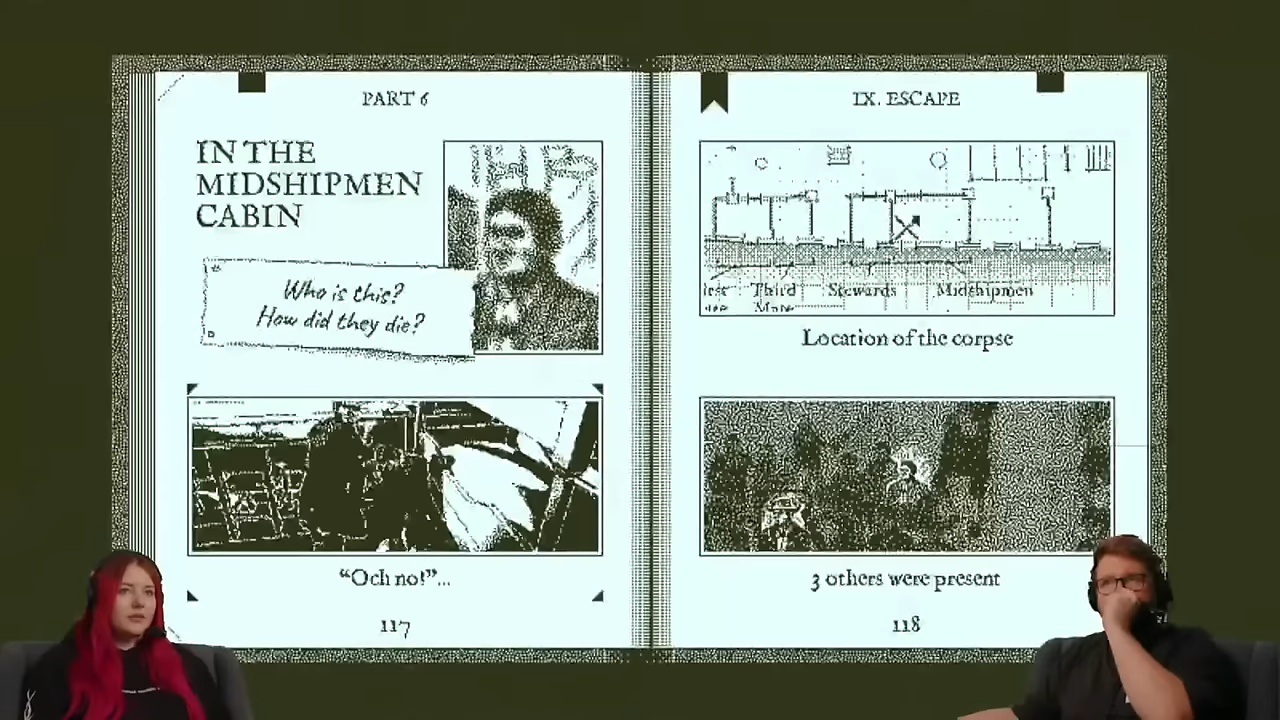 PART 6
IN THE
MIDSHIPMEN
CABIN
Who is this?
How did they die?
“Och no!”...
117
IX. ESCAPE
Third Stewards Midshipmen
Mate
Location of the corpse
3 others were present
118